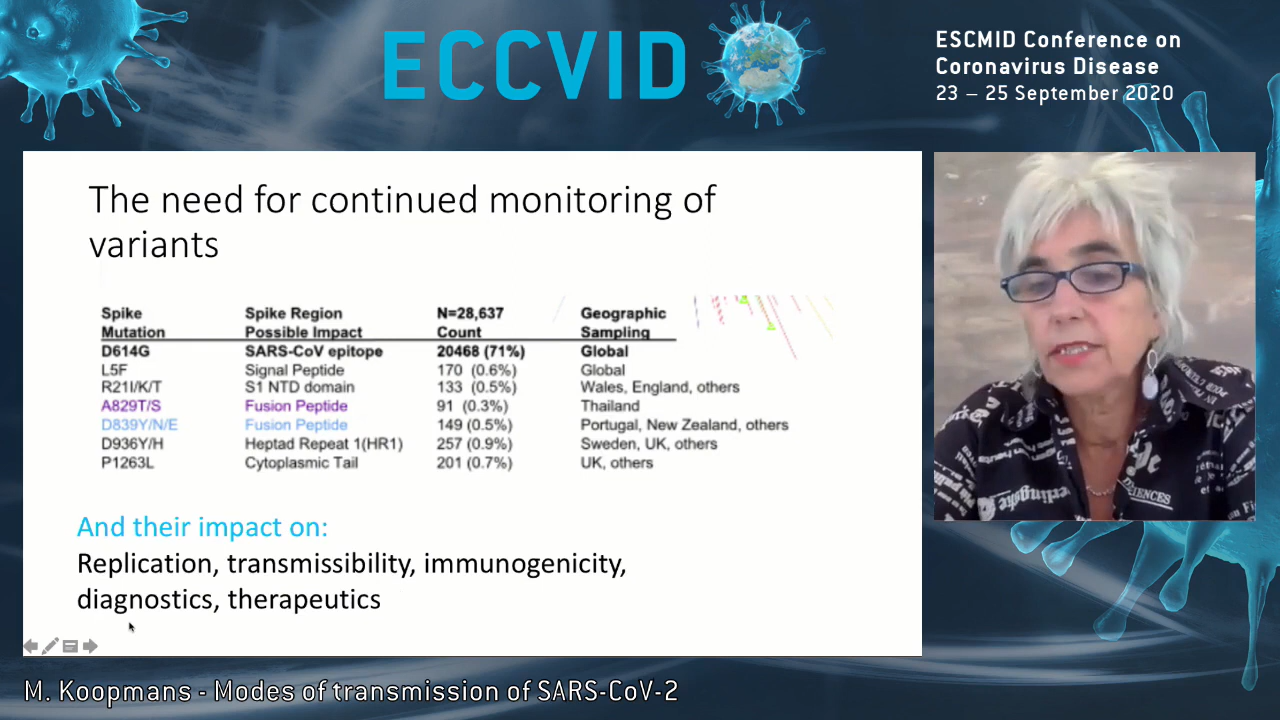 ECCVID
ESCMID Conference on
Coronavirus Disease
23 – 25 September 2020
The need for continued monitoring of
variants
Spike Spike Region N=28,637 Geographic
Mutation Possible Impact Count Sampling
D614G SARS-CoV epitope 20468 (71%) Global
L5F Signal Peptide 170 (0.6%) Global
R21I/K/T S1 NTD domain 133 (0.5%) Wales, England, others
A829T/S Fusion Peptide 91 (0.3%) Thailand
D839Y/N/E Fusion Peptide 149 (0.5%) Portugal, New Zealand, others
D936Y/H Heptad Repeat 1(HR1) 257 (0.9%) Sweden, UK, others
P1263L Cytoplasmic Tail 201 (0.7%) UK, others
And their impact on:
Replication, transmissibility, immunogenicity,
diagnostics, therapeutics
M. Koopmans - Modes of transmission of SARS-CoV-2